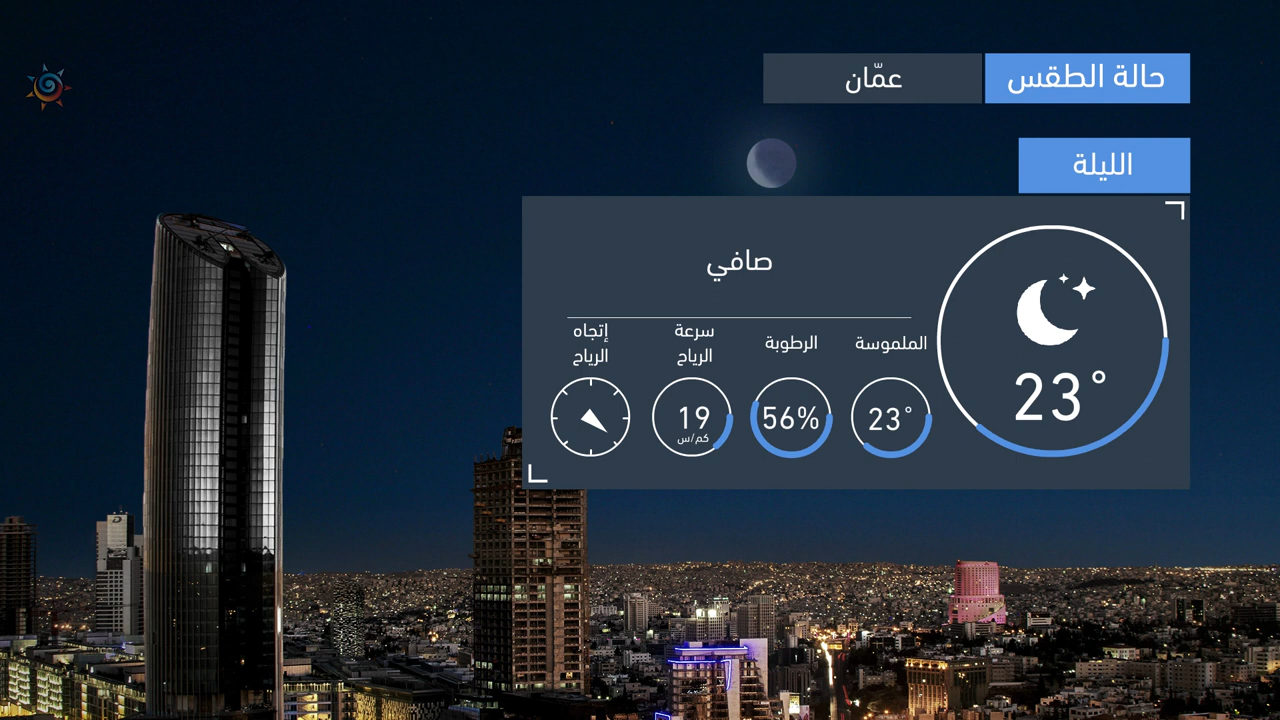 حالة الطقس
عمّان
الليلة
صافي
23°
الملموسة
23°
الرطوبة
56%
سرعة
الرياح
19
كم/س
إتجاه
الرياح